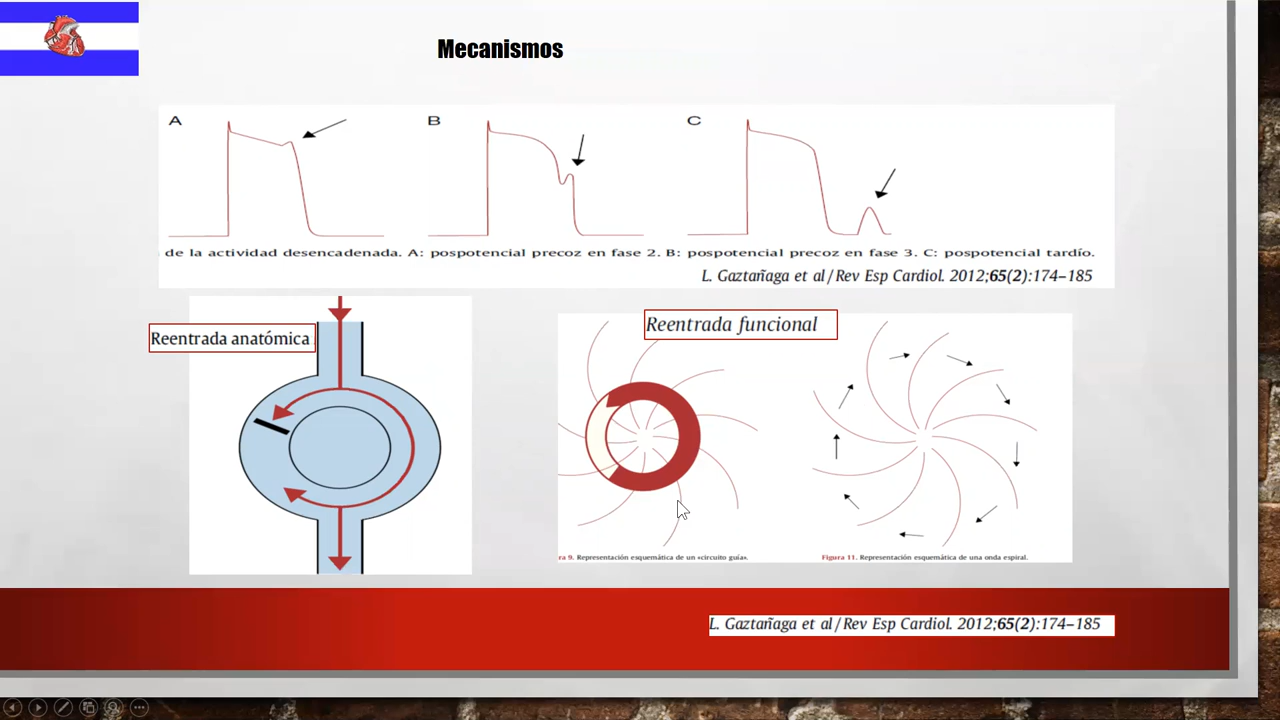 Mecanismos
A
B
C
de la actividad desencadenada. A: pospotencial precoz en fase 2. B: pospotencial precoz en fase 3. C: pospotencial tardío.
L. Gaztañaga et al / Rev Esp Cardiol. 2012;65(2):174–185
Reentrada anatómica
Reentrada funcional
ra 9. Representación esquemática de un «circuito guía».
Figura 11. Representación esquemática de una onda espiral.
L. Gaztañaga et al / Rev Esp Cardiol. 2012;65(2):174–185